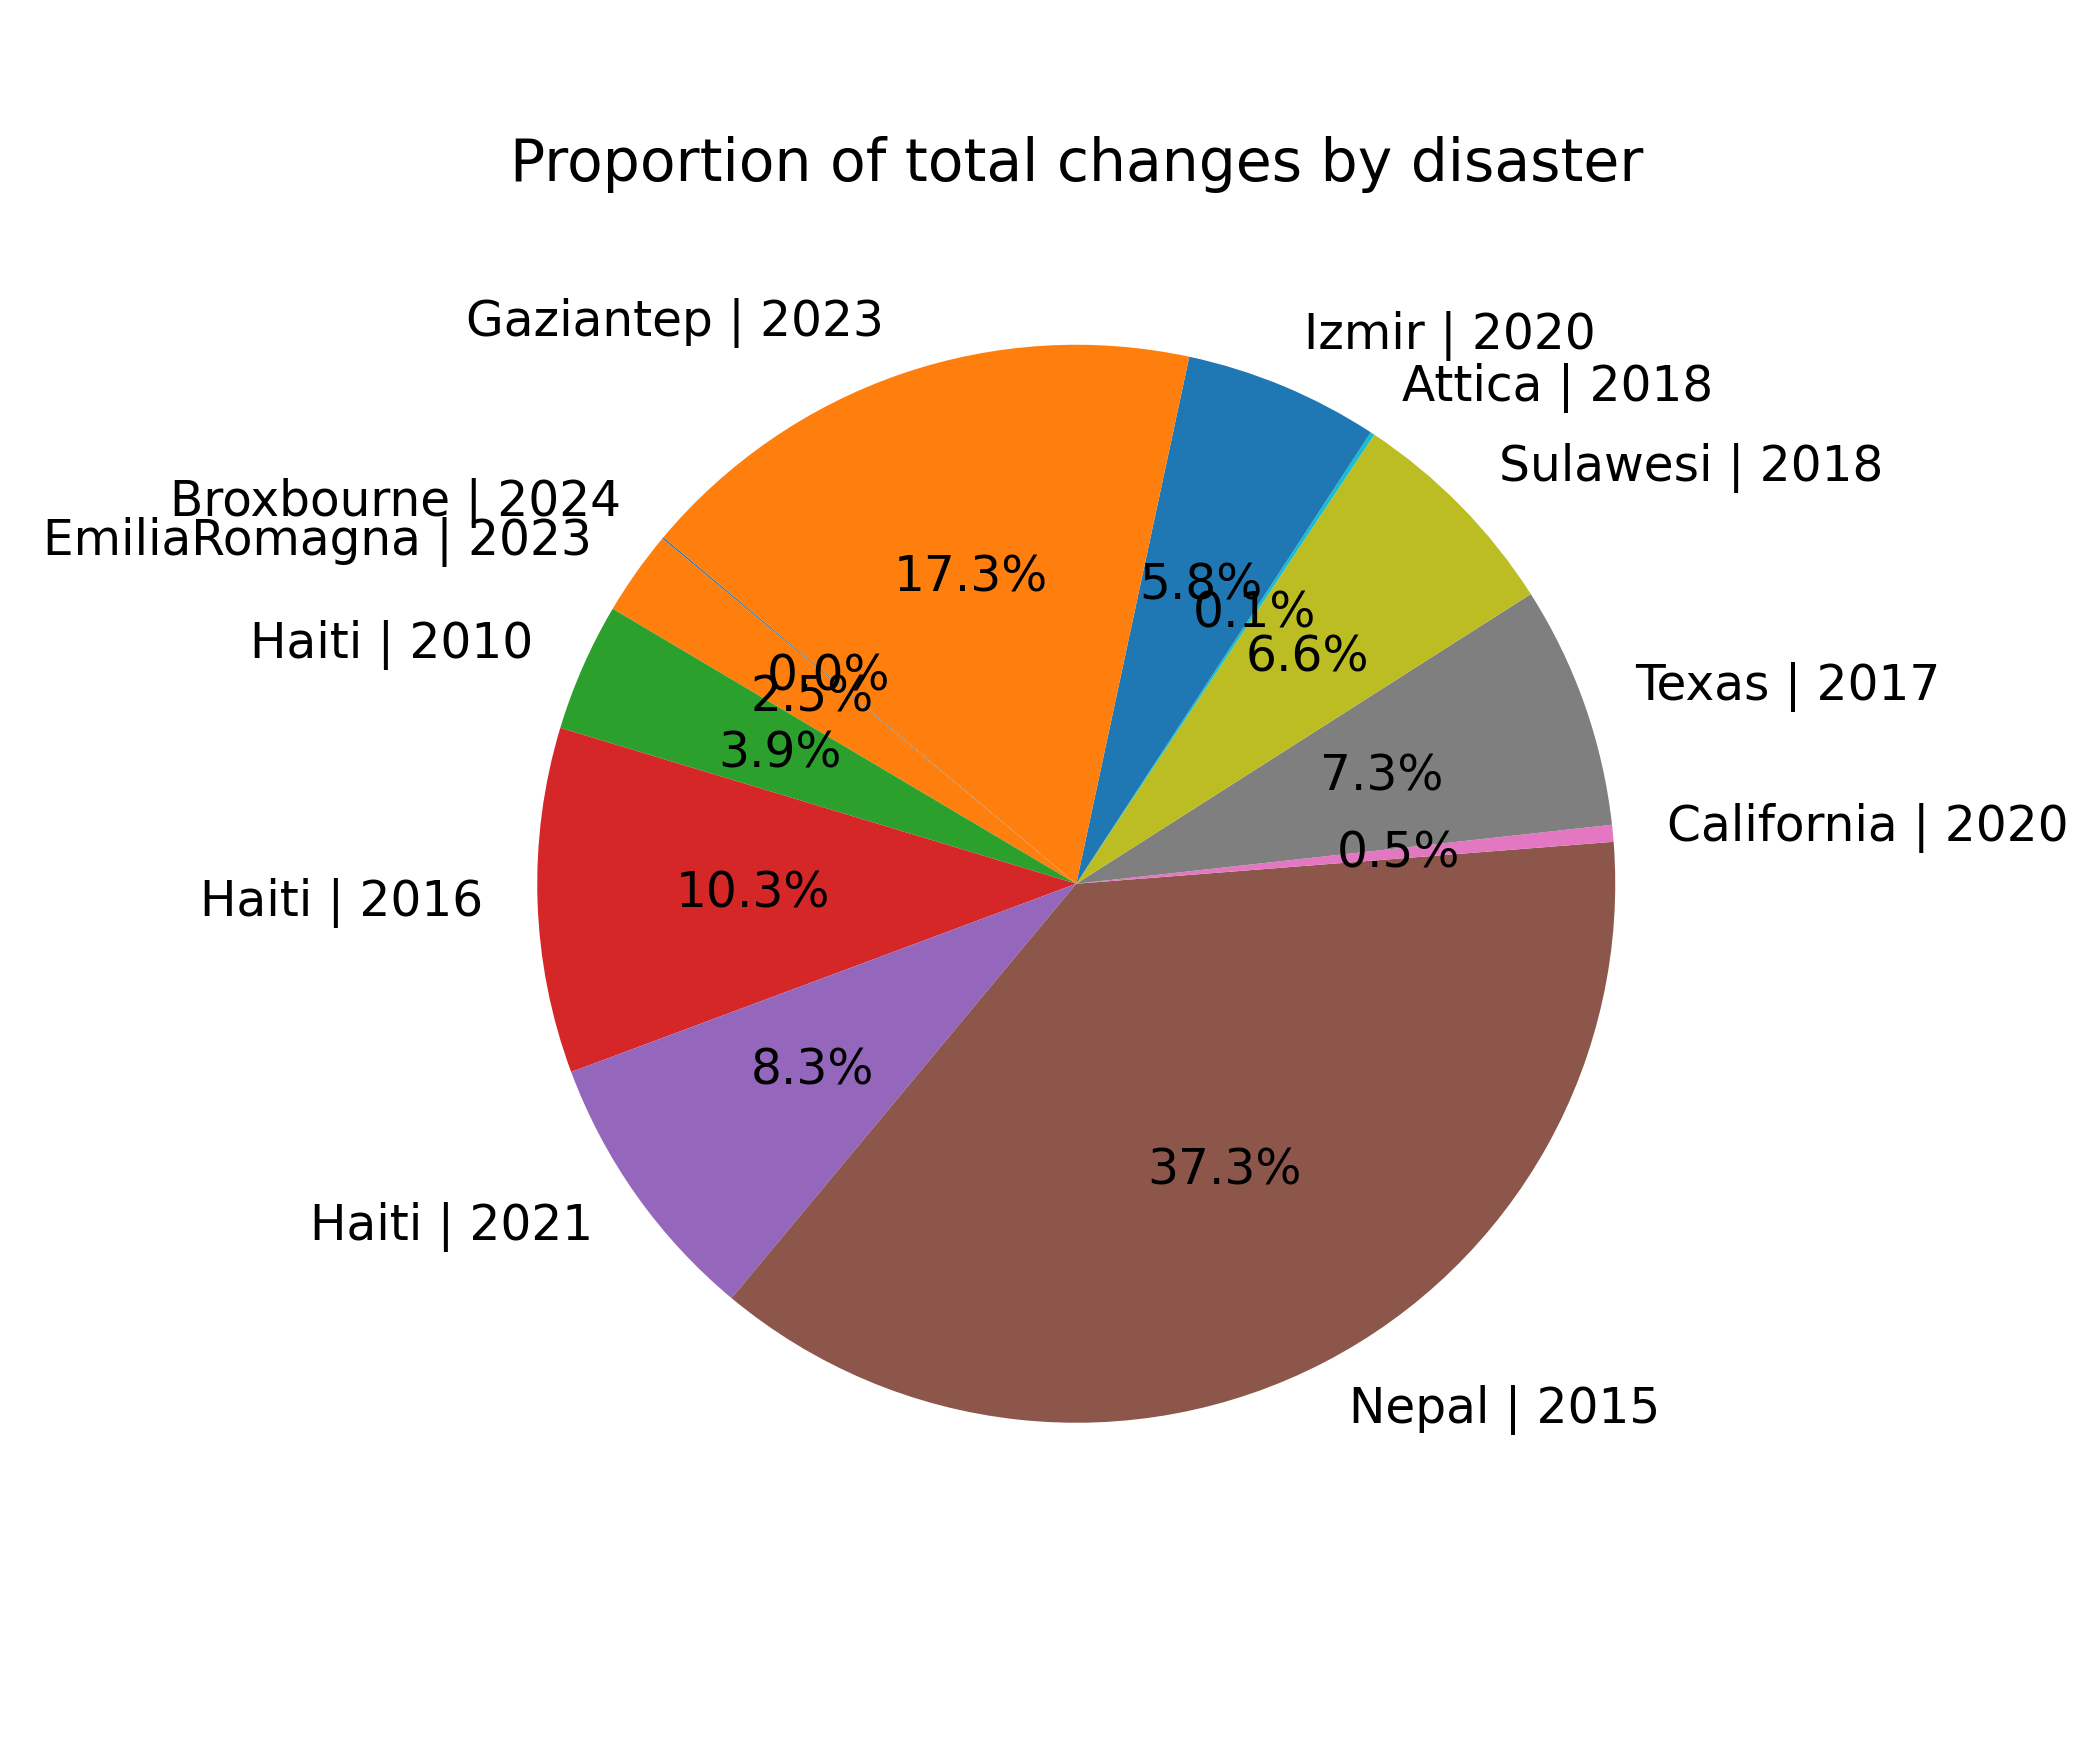 Proportion of total changes by disaster
Gaziantep | 2023
Izmir | 2020
Attica | 2018
Sulawesi | 2018
Broxbourne | 2024
EmiliaRomagna | 2023
17.3%
5.8%
0.1%
6.6%
Haiti | 2010
0.0%
2.5%
Texas | 2017
3.9%
7.3%
California | 2020
0.5%
Haiti | 2016
10.3%
8.3%
37.3%
Haiti | 2021
Nepal | 2015